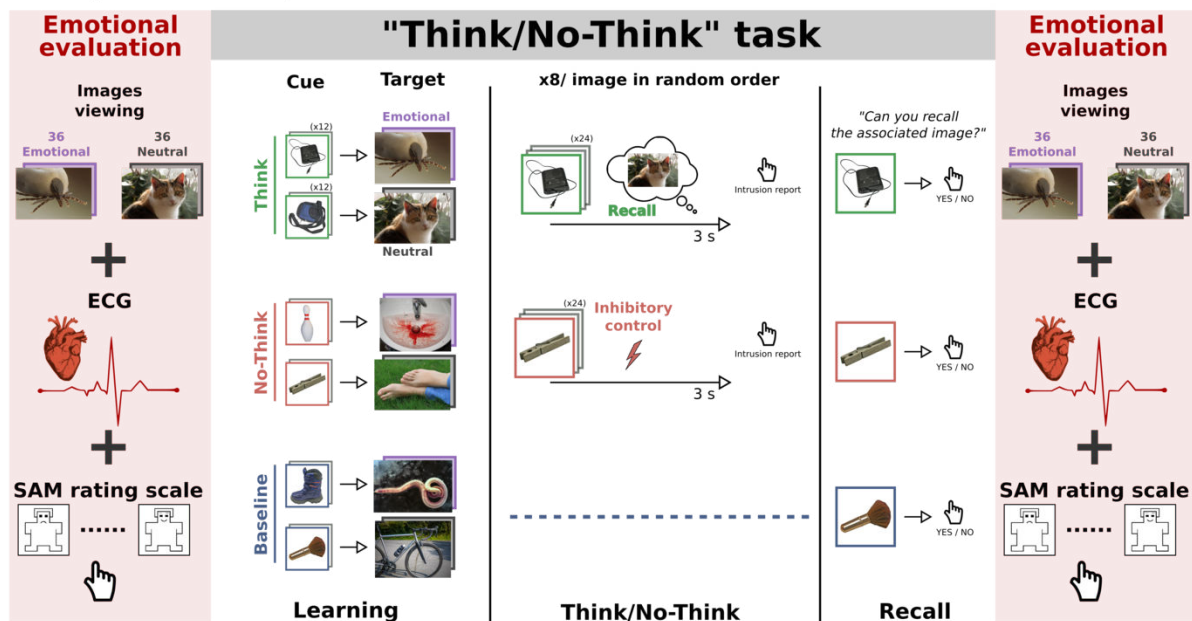 Emotional
evaluation
Images
viewing
36
Emotional
36
Neutral
ECG
SAM rating scale
"Think/No-Think" task
Cue
Target
Think
(x12)
Emotional
(x12)
Neutral
No-Think
Baseline
Learning
x8/ image in random order
(x24)
Recall
Intrusion report
3 s
(x24)
Inhibitory
control
Intrusion report
3 s
Think/No-Think
"Can you recall
the associated image?"
YES / NO
YES / NO
YES / NO
Recall
Emotional
evaluation
Images
viewing
36
Emotional
36
Neutral
ECG
SAM rating scale